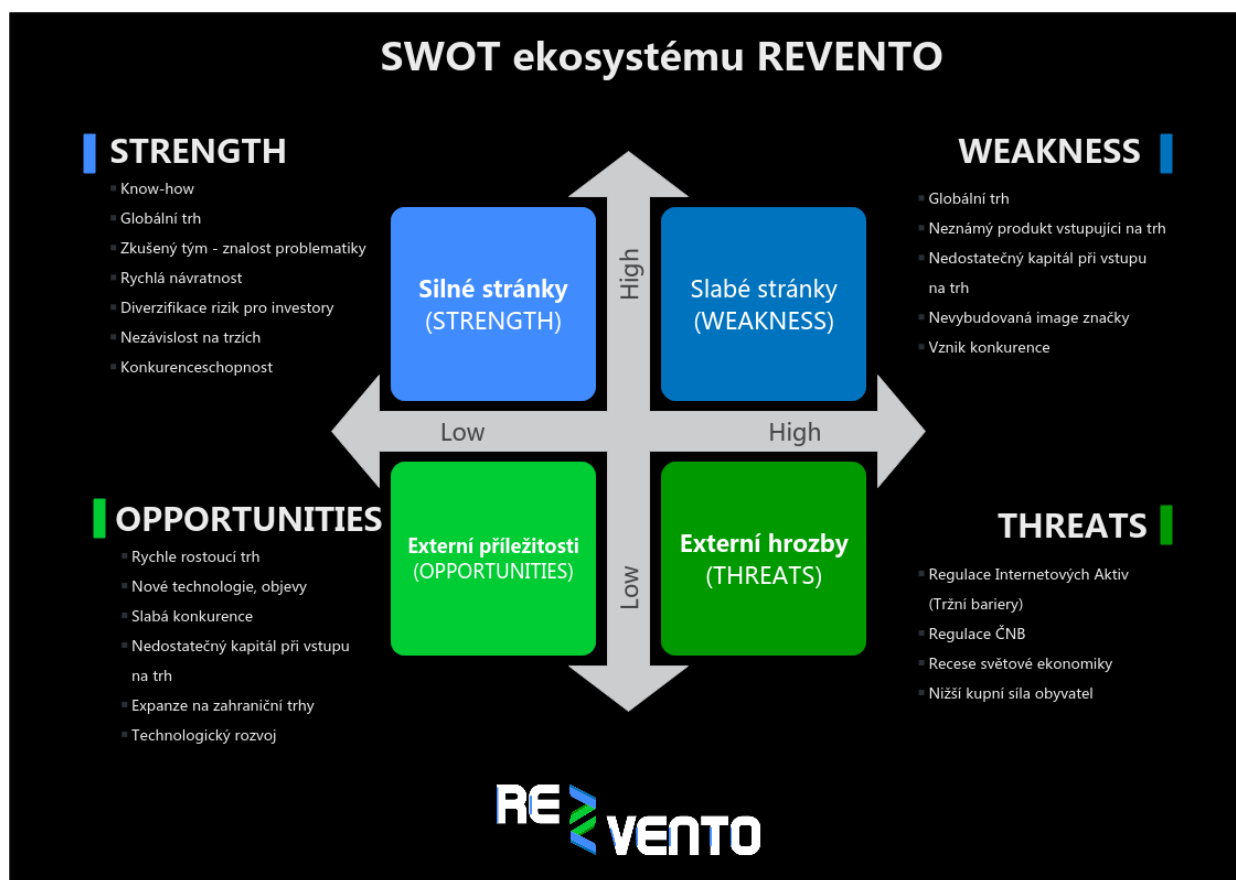 SWOT ekosystému REVENTO
STRENGTH
Know-how
Globální trh
Zkušený tým - znalost problematiky
Rychlá návratnost
Diverzifikace rizik pro investory
Nezávislost na trzích
Konkurenceschopnost
WEAKNESS
Globální trh
Neznámý produkt vstupujíci na trh
Nedostatečný kapitál při vstupu
na trh
Nevybudovaná image značky
Vznik konkurence
Silné stránky
(STRENGTH)
High
Slabé stránky
(WEAKNESS)
Low
High
OPPORTUNITIES
Rychle rostoucí trh
Nové technologie, objevy
Slabá konkurence
Nedostatečný kapitál při vstupu
na trh
Expanze na zahraniční trhy
Technologický rozvoj
Externí příležitosti
(OPPORTUNITIES)
Low
Externí hrozby
(THREATS)
THREATS
Regulace Internetových Aktiv
(Tržní bariery)
Regulace ČNB
Recese světové ekonomiky
Nižší kupní síla obyvatel
RE
VENTO